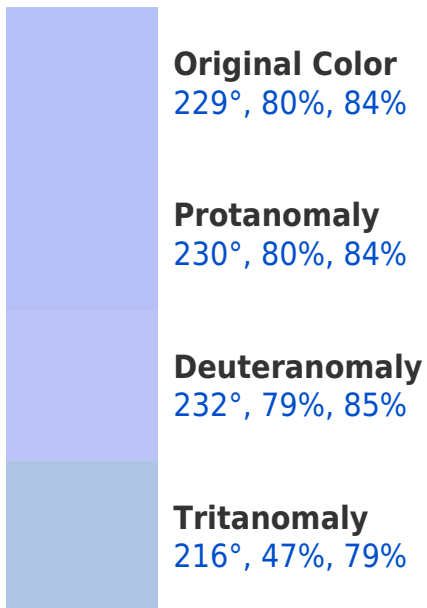 Original Color
229°, 80%, 84%
Protanomaly
230°, 80%, 84%
Deuteranomaly
232°, 79%, 85%
Tritanomaly
216°, 47%, 79%